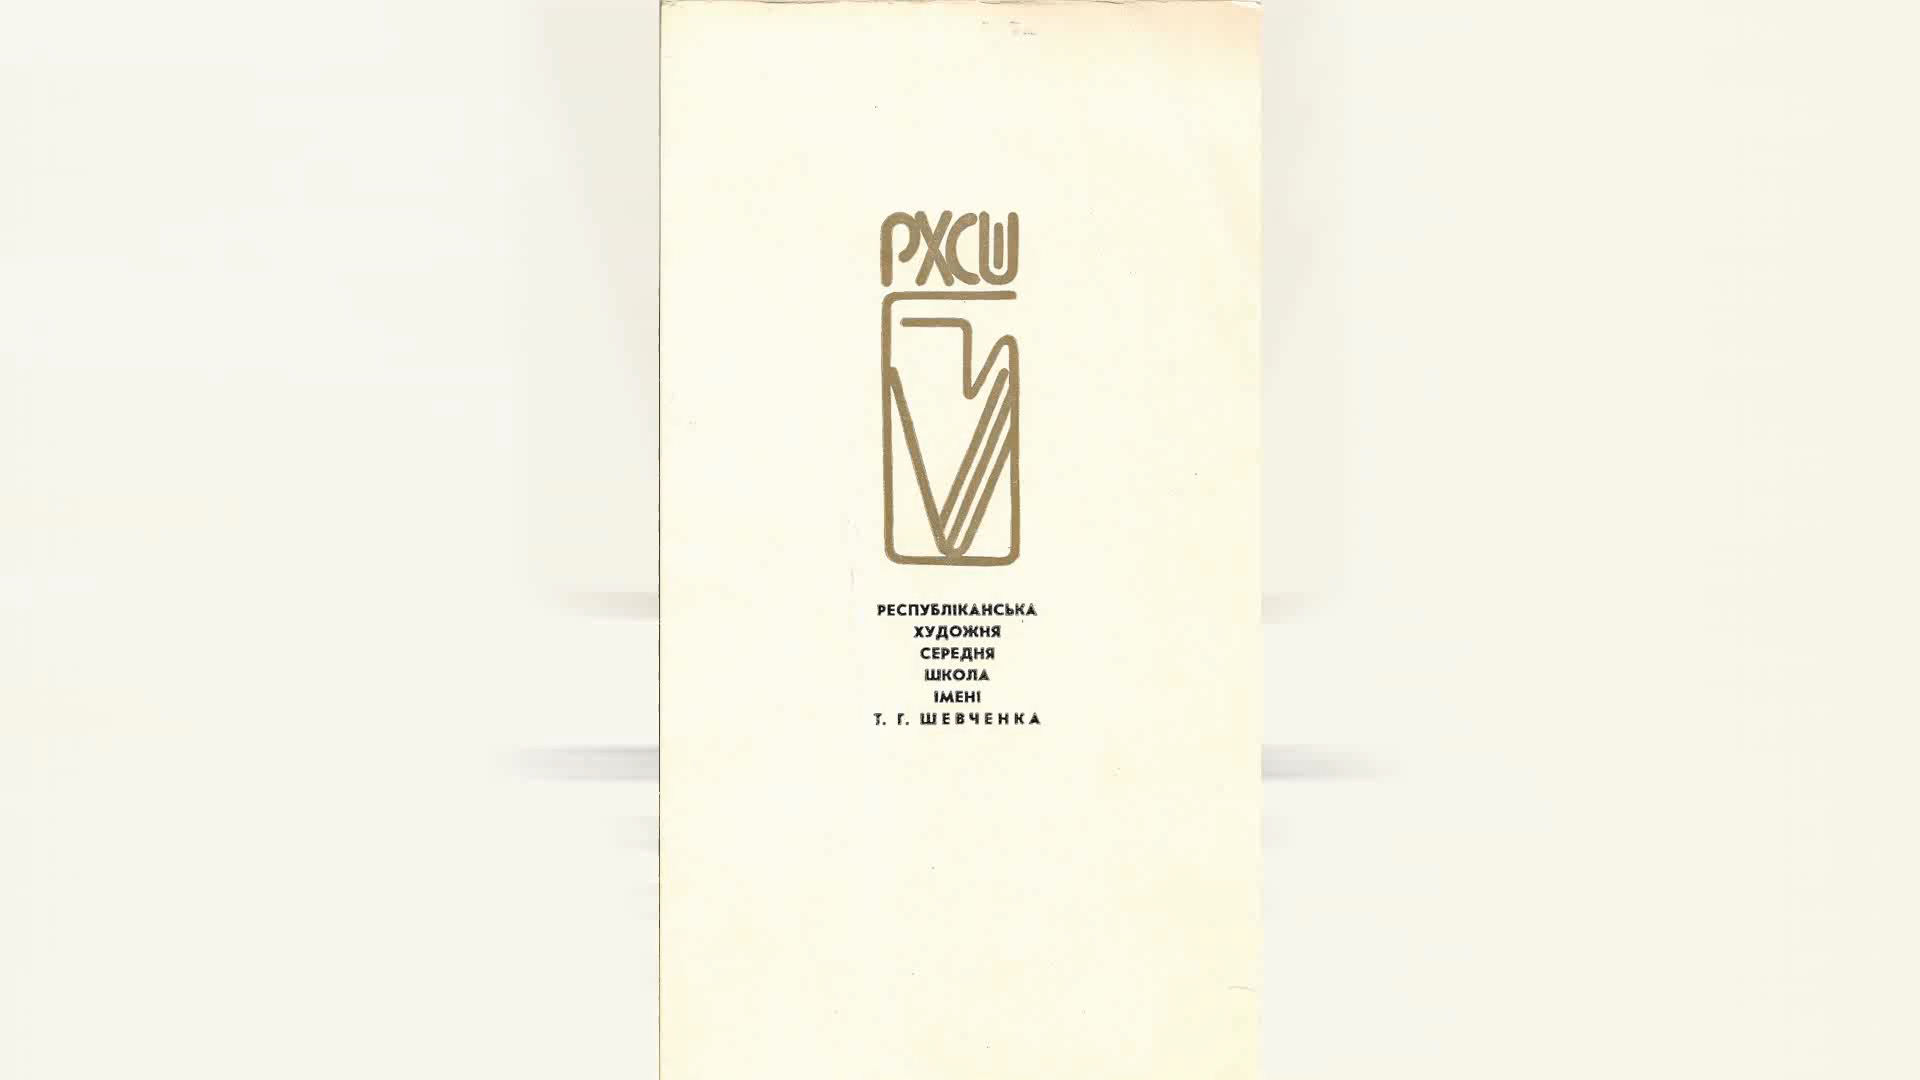 РХСШ
РЕСПУБЛІКАНСЬКА
ХУДОЖНЯ
СЕРЕДНЯ
ШКОЛА
ІМЕНІ
Т. Г. ШЕВЧЕНКА